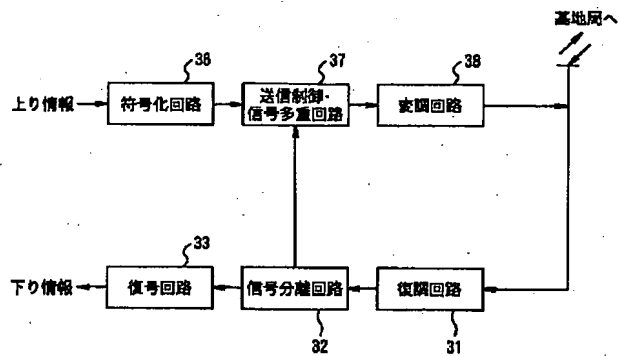 基地局へ
36
37
38
上り情報
符号化回路
送信制御・
信号多重回路
変調回路
33
下り情報
復号回路
信号分離回路
復調回路
32
31